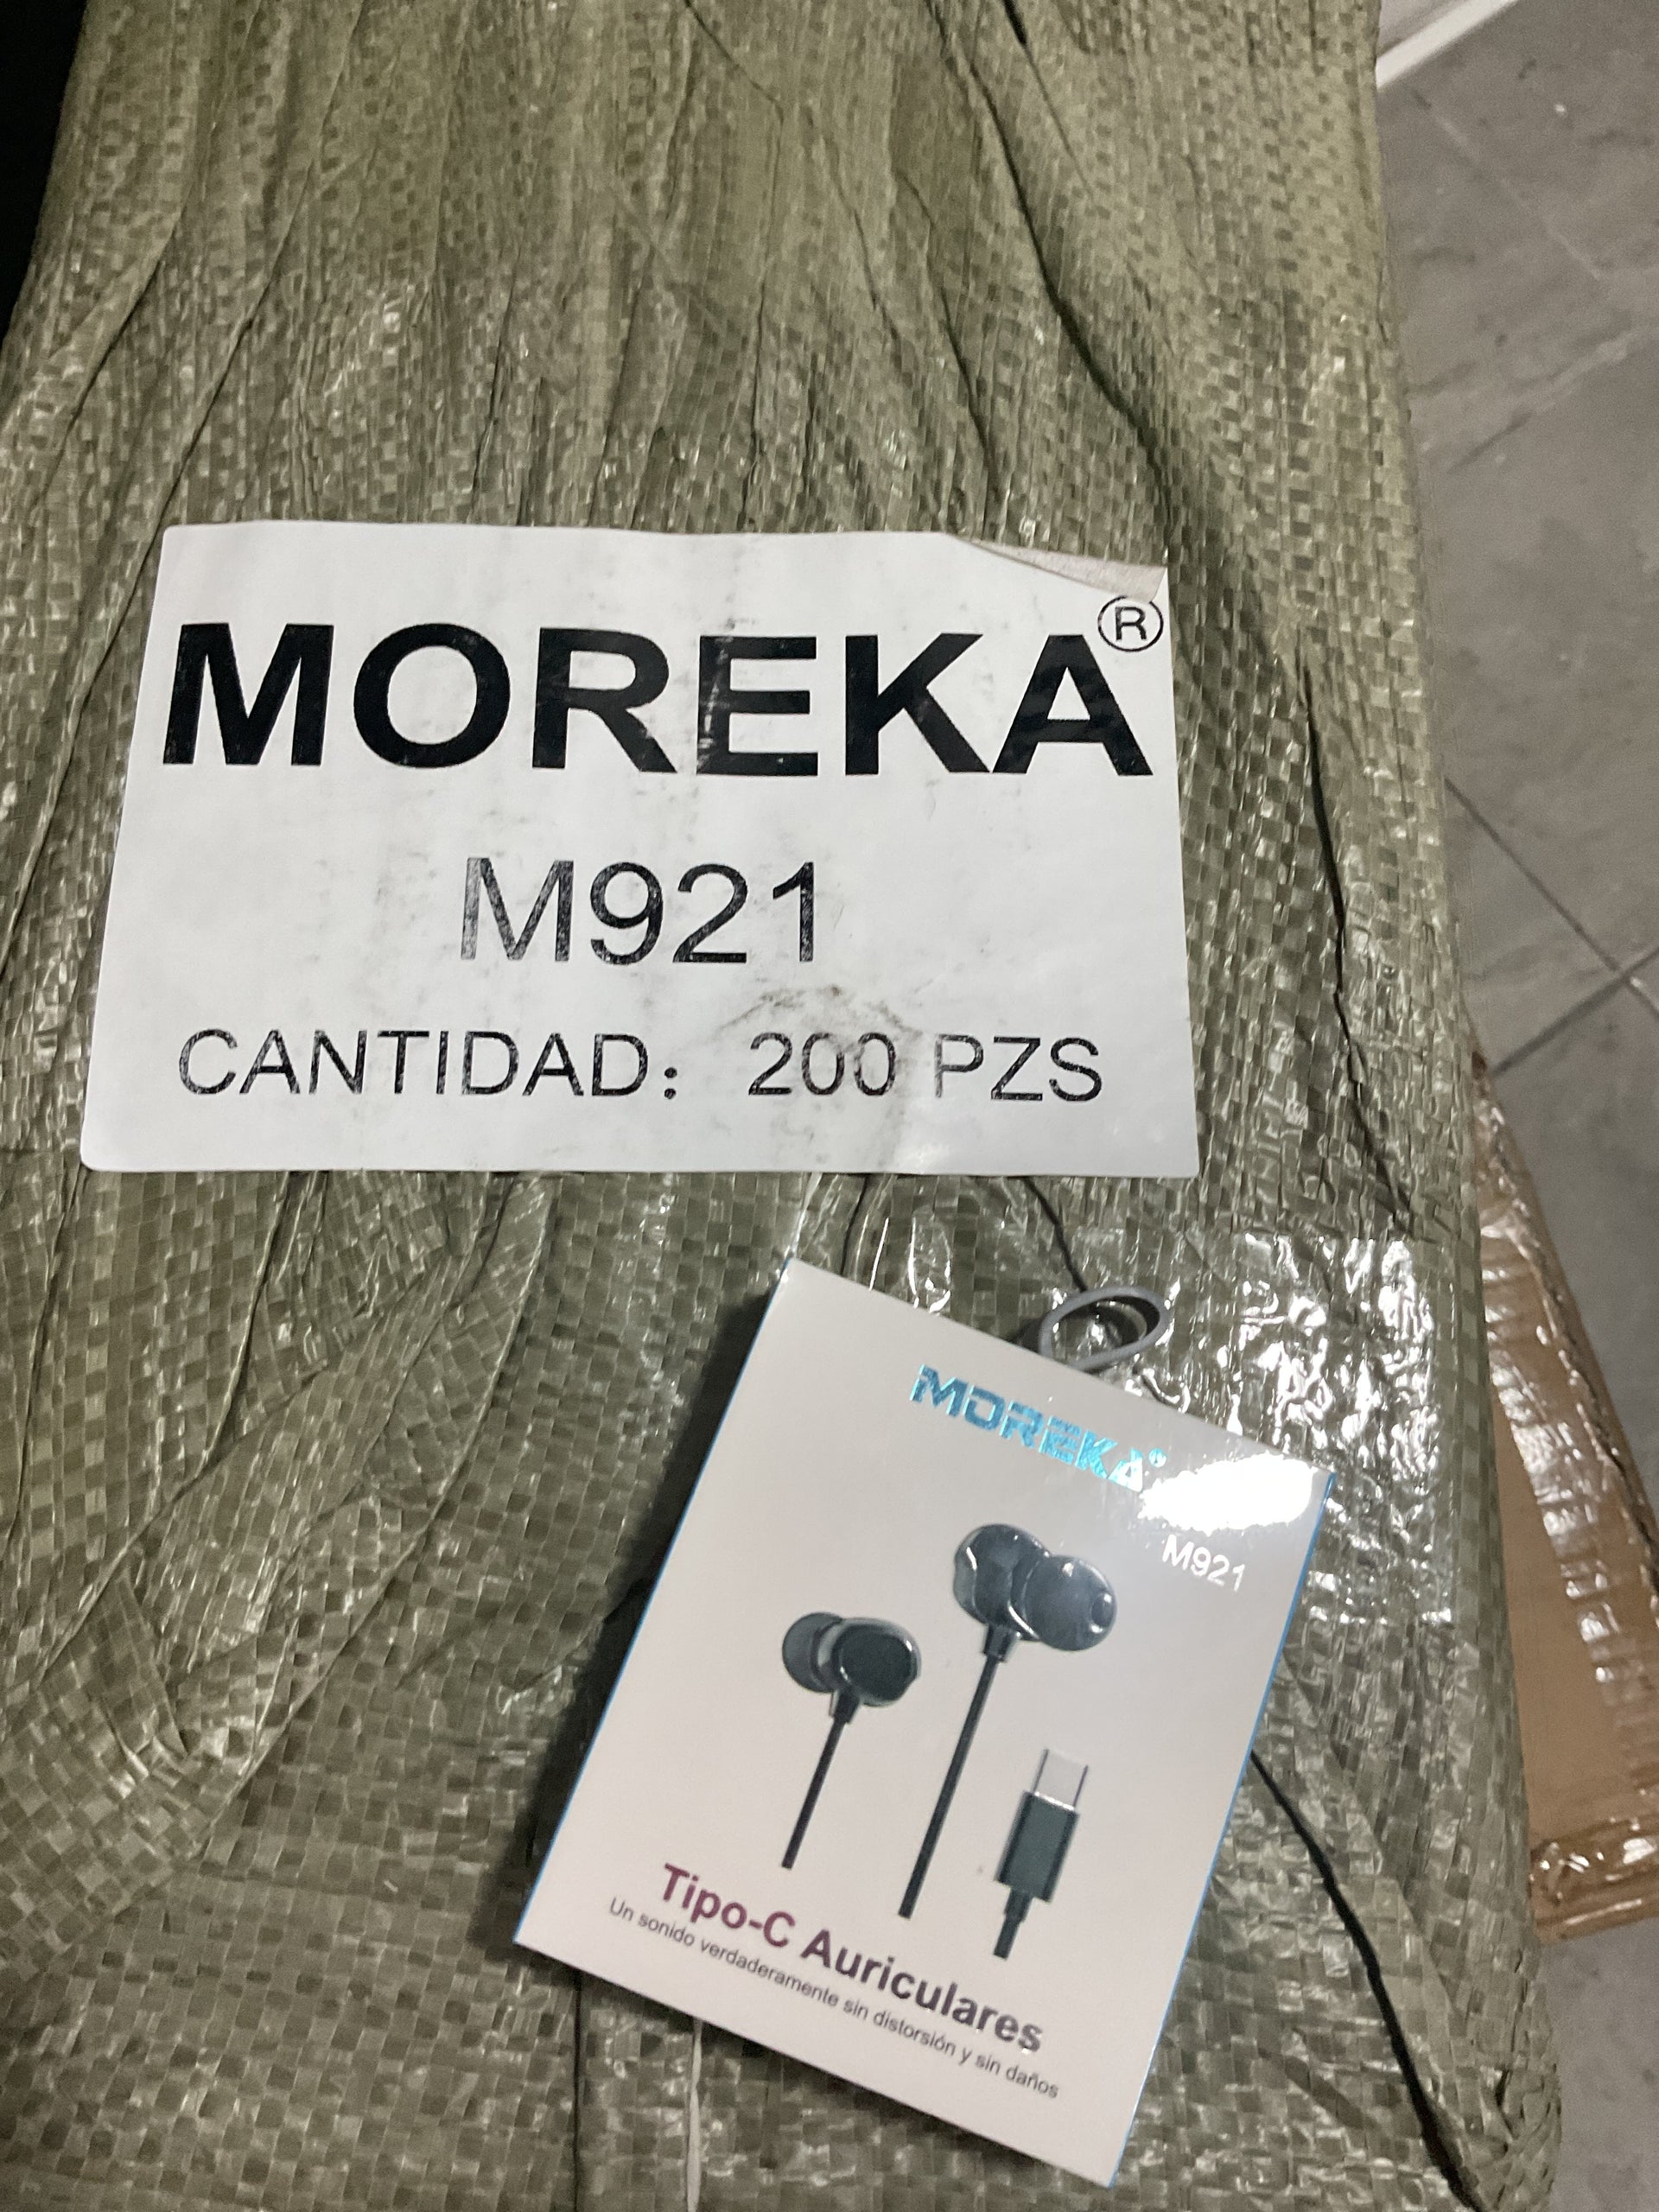 MOREKA®
M921
CANTIDAD: 200 PZS
MOREKA®
M921
Tipo-C Auriculares
Un sonido verdaderamente sin distorsión y sin daños